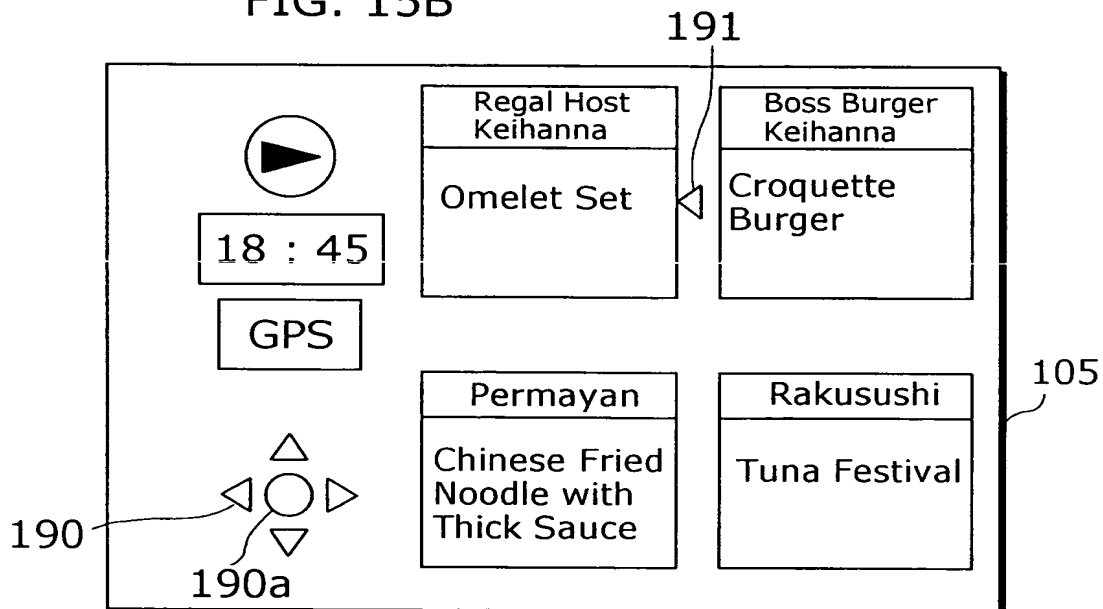 FIG. 15B
191
Regal Host
Keihanna
Omelet Set
Boss Burger
Keihanna
Croquette
Burger
18 : 45
GPS
Permayan
Chinese Fried
Noodle with
Thick Sauce
Rakusushi
Tuna Festival
105
190
190a